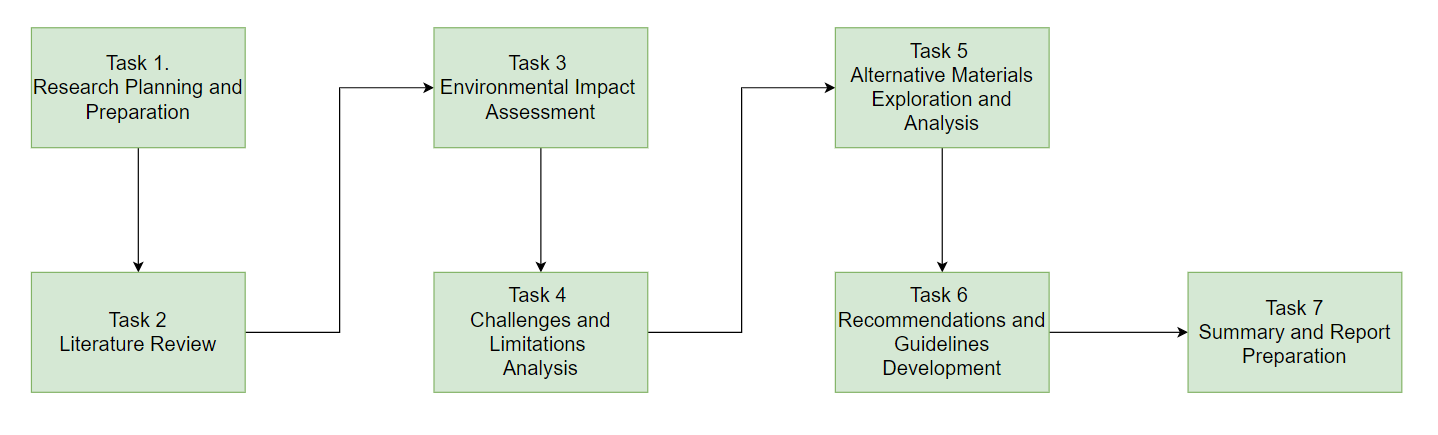 Task 1.
Research Planning and
Preparation
Task 2
Literature Review
Task 3
Environmental Impact
Assessment
Task 4
Challenges and
Limitations
Analysis
Task 5
Alternative Materials
Exploration and
Analysis
Task 6
Recommendations and
Guidelines
Development
Task 7
Summary and Report
Preparation